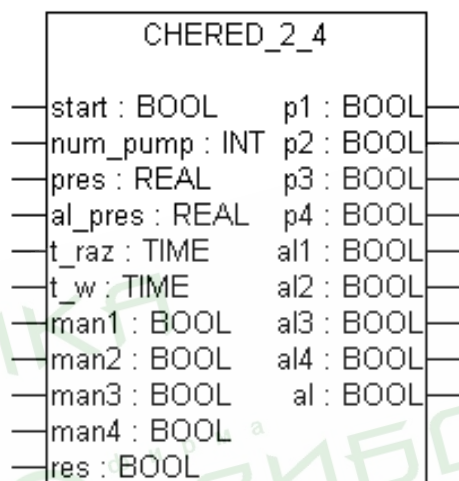 CHERED_2_4
start : BOOL p1 : BOOL
num_pump : INT p2 : BOOL
pres : REAL p3 : BOOL
al_pres : REAL p4 : BOOL
t_raz : TIME al1 : BOOL
t_w : TIME al2 : BOOL
man1 : BOOL al3 : BOOL
man2 : BOOL al4 : BOOL
man3 : BOOL al : BOOL
man4 : BOOL
res : BOOL